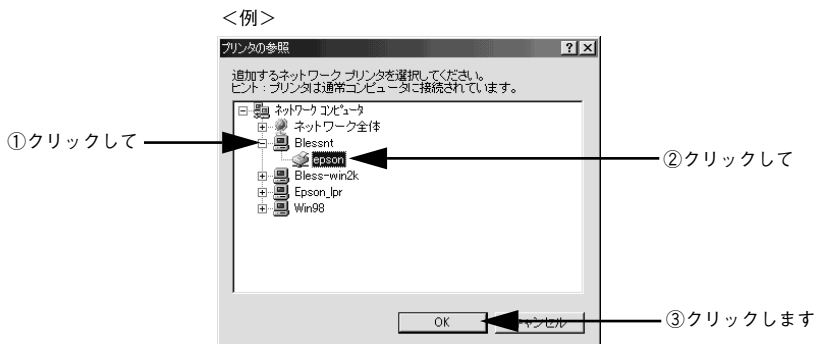 <例>
プリンタの参照
追加するネットワーク プリンタを選択してください。
ヒント：プリンタは通常コンピュータに接続されています。
ネットワーク コンピュータ
ネットワーク全体
①クリックして
Blessnt
epson
②クリックして
Bless-win2k
Epson_lpr
Win98
OK
キャンセル
③クリックします